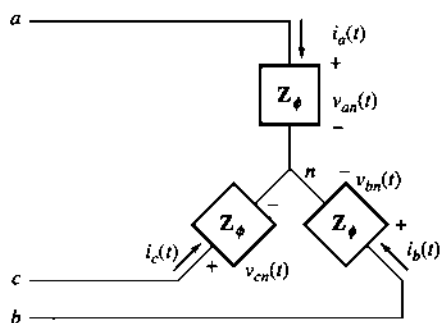 a
i_a(t)
+
Z_ϕ
v_an(t)
−
n
− v_bn(t)
−
Z_ϕ
Z_ϕ
+
i_c(t)
+
v_cn(t)
i_b(t)
c
b